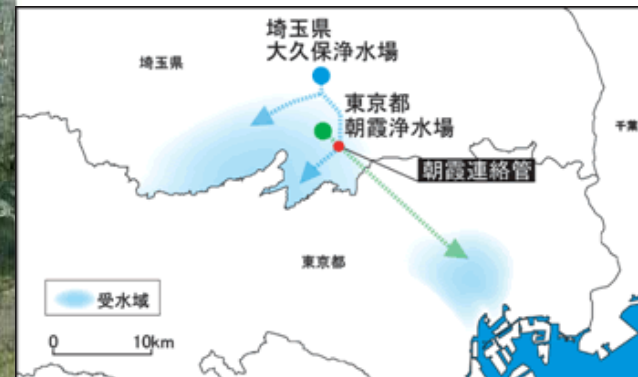 埼玉県
大久保浄水場
埼玉県
東京都
朝霞浄水場
千葉
朝霞連絡管
東京都
受水域
0 10km